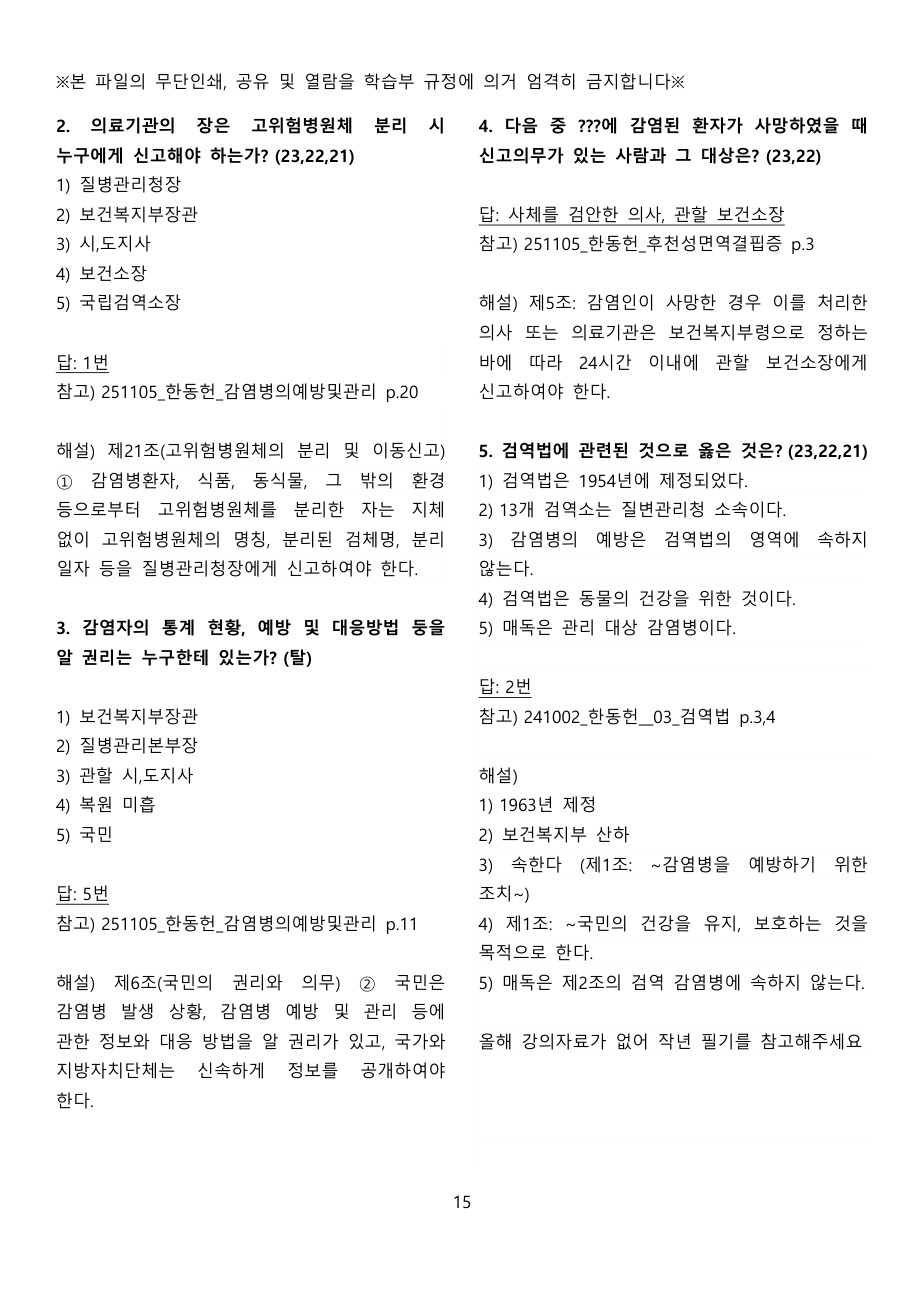 ※본 파일의 무단인쇄, 공유 및 열람을 학습부 규정에 의거 엄격히 금지합니다※
2. 의료기관의 장은 고위험병원체 분리 시
누구에게 신고해야 하는가? (23,22,21)
1) 질병관리청장
2) 보건복지부장관
3) 시,도지사
4) 보건소장
5) 국립검역소장
답: 1번
참고) 251105_한동헌_감염병의예방및관리 p.20
해설) 제21조(고위험병원체의 분리 및 이동신고)
① 감염병환자, 식품, 동식물, 그 밖의 환경
등으로부터 고위험병원체를 분리한 자는 지체
없이 고위험병원체의 명칭, 분리된 검체명, 분리
일자 등을 질병관리청장에게 신고하여야 한다.
3. 감염자의 통계 현황, 예방 및 대응방법 둥을
알 권리는 누구한테 있는가? (탈)
1) 보건복지부장관
2) 질병관리본부장
3) 관할 시,도지사
4) 복원 미흡
5) 국민
답: 5번
참고) 251105_한동헌_감염병의예방및관리 p.11
해설) 제6조(국민의 권리와 의무) ② 국민은
감염병 발생 상황, 감염병 예방 및 관리 등에
관한 정보와 대응 방법을 알 권리가 있고, 국가와
지방자치단체는 신속하게 정보를 공개하여야
한다.
4. 다음 중 ???에 감염된 환자가 사망하였을 때
신고의무가 있는 사람과 그 대상은? (23,22)
답: 사체를 검안한 의사, 관할 보건소장
참고) 251105_한동헌_후천성면역결핍증 p.3
해설) 제5조: 감염인이 사망한 경우 이를 처리한
의사 또는 의료기관은 보건복지부령으로 정하는
바에 따라 24시간 이내에 관할 보건소장에게
신고하여야 한다.
5. 검역법에 관련된 것으로 옳은 것은? (23,22,21)
1) 검역법은 1954년에 제정되었다.
2) 13개 검역소는 질변관리청 소속이다.
3) 감염병의 예방은 검역법의 영역에 속하지
않는다.
4) 검역법은 동물의 건강을 위한 것이다.
5) 매독은 관리 대상 감염병이다.
답: 2번
참고) 241002_한동헌__03_검역법 p.3,4
해설)
1) 1963년 제정
2) 보건복지부 산하
3) 속한다 (제1조: ~감염병을 예방하기 위한
조치~)
4) 제1조: ~국민의 건강을 유지, 보호하는 것을
목적으로 한다.
5) 매독은 제2조의 검역 감염병에 속하지 않는다.
올해 강의자료가 없어 작년 필기를 참고해주세요
15